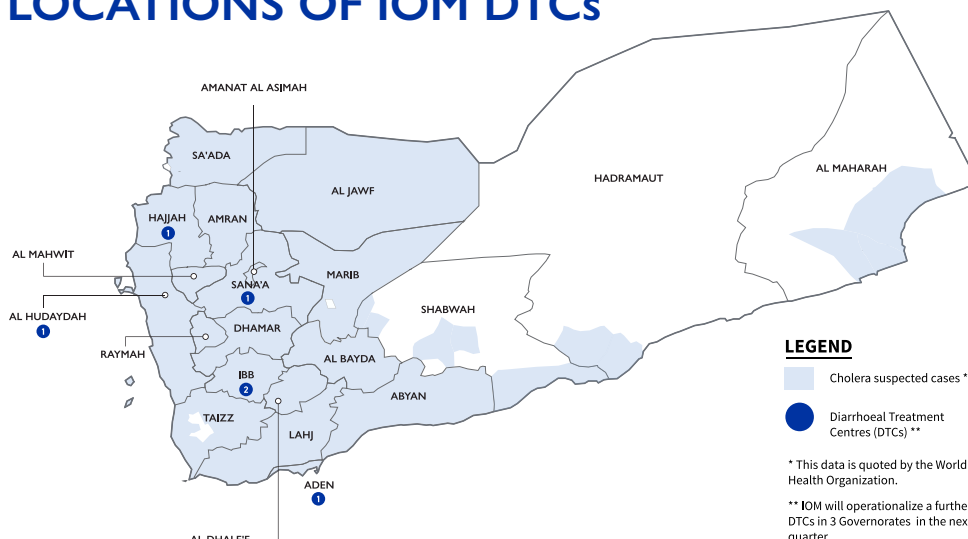 LOCATIONS OF IOM DTCs
AMANAT AL ASIMAH
SA'ADA
AL JAWF
HADRAMAUT
AL MAHARAH
HAJJAH
1
AMRAN
AL MAHWIT
MARIB
SANA'A
1
AL HUDAYDAH
1
SHABWAH
DHAMAR
RAYMAH
AL BAYDA
IBB
2
ABYAN
TAIZZ
LAHJ
ADEN
1
LEGEND
Cholera suspected cases *
Diarrhoeal Treatment
Centres (DTCs) **
* This data is quoted by the World
Health Organization.
** IOM will operationalize a furthe
DTCs in 3 Governorates in the nex
quarter